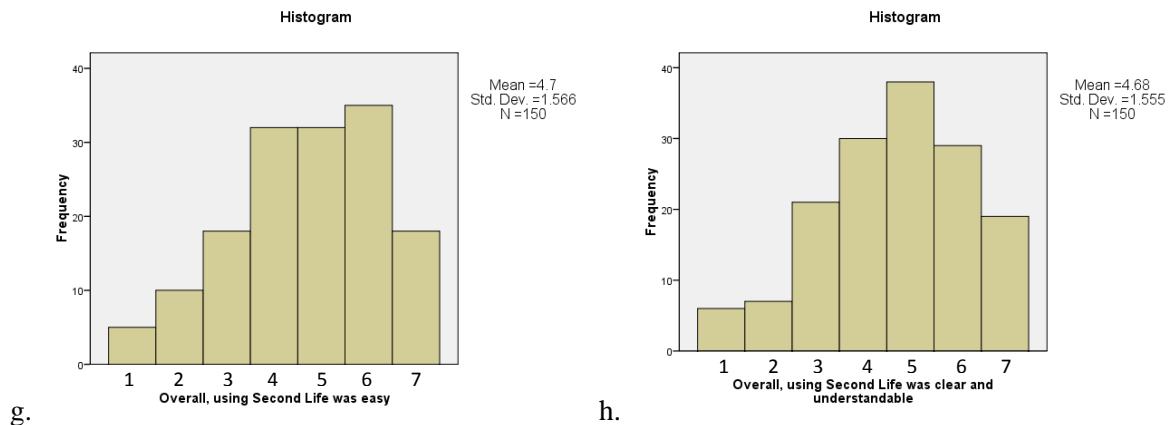 Histogram
40
30
20
10
0
Frequency
1 2 3 4 5 6 7
Overall, using Second Life was easy
Mean =4.7
Std. Dev. =1.566
N =150
g.
Histogram
40
30
20
10
0
Frequency
1 2 3 4 5 6 7
Overall, using Second Life was clear and
understandable
Mean =4.68
Std. Dev. =1.555
N =150
h.